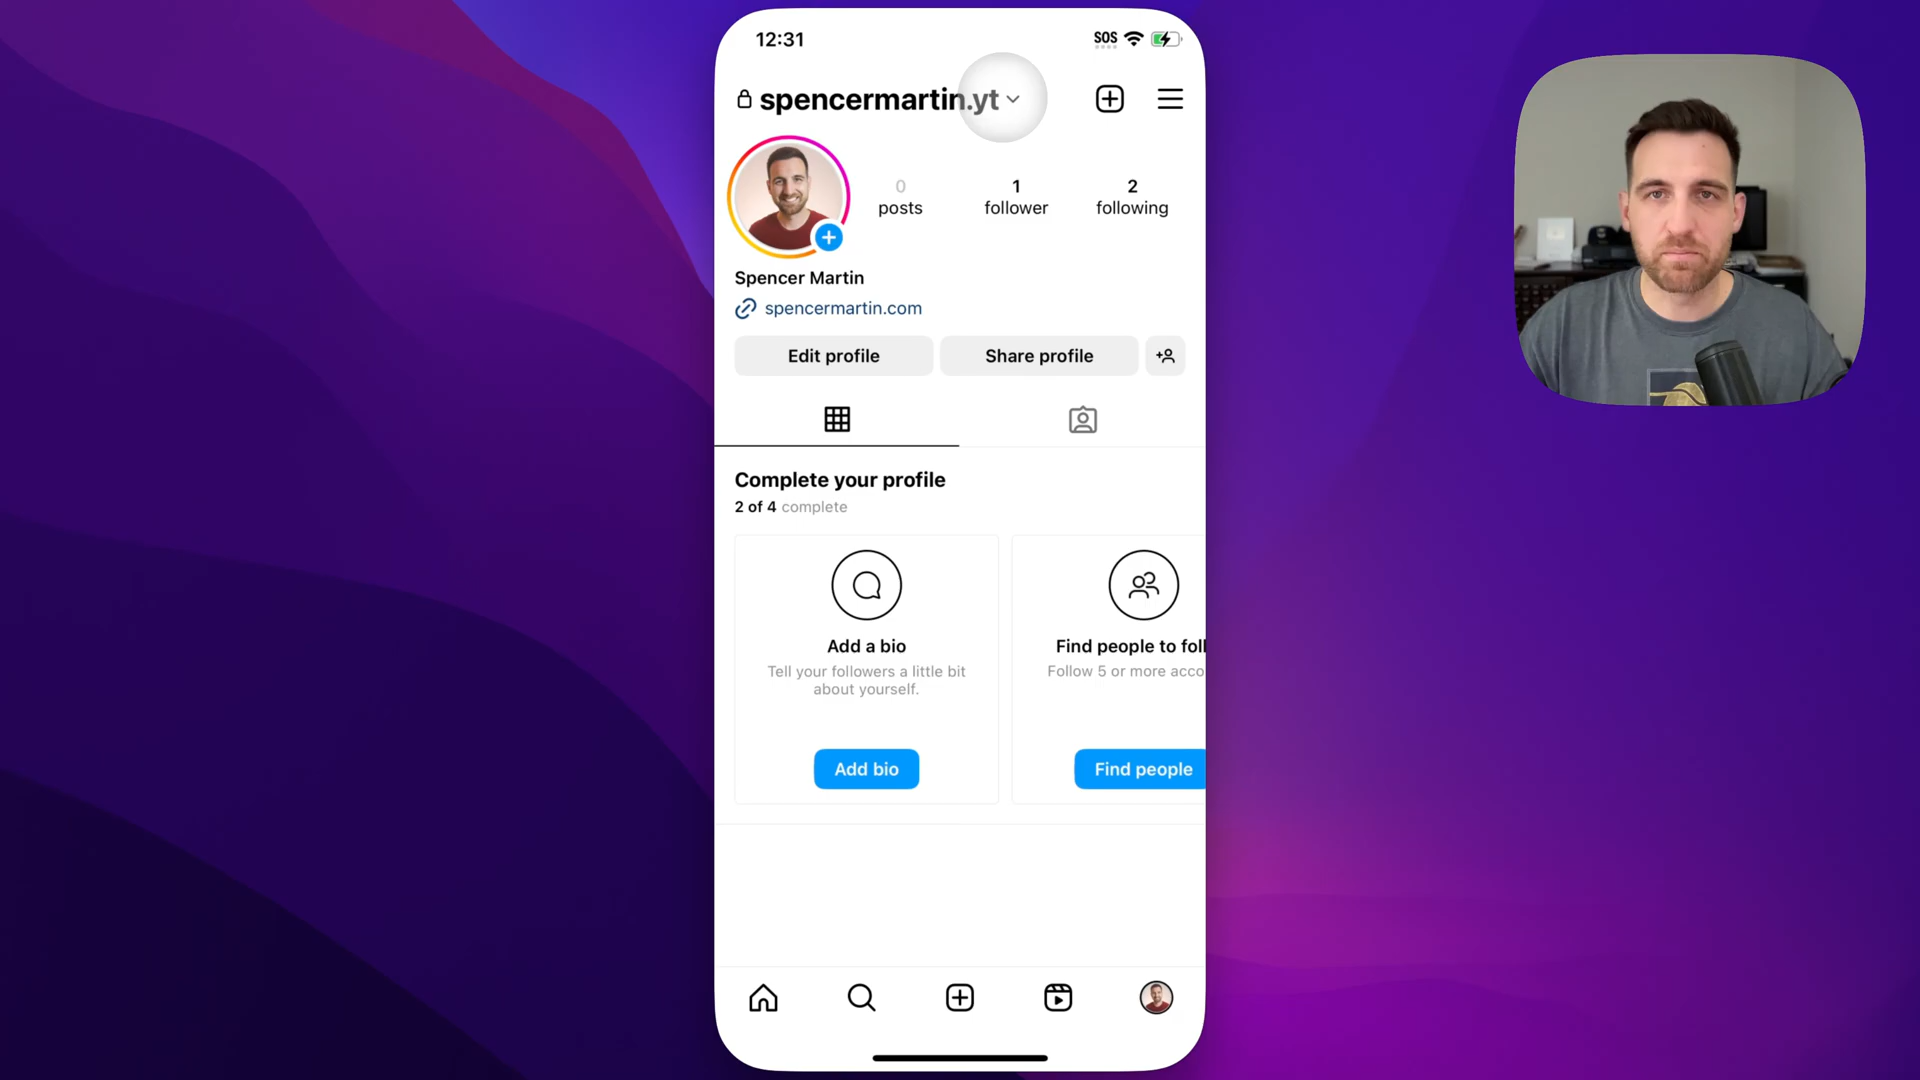 12:31
SOS
spencermartin.yt
0
posts
1
follower
2
following
Spencer Martin
spencermartin.com
Edit profile
Share profile
Complete your profile
2 of 4 complete
Add a bio
Tell your followers a little bit
about yourself.
Add bio
Find people to foll
Follow 5 or more acco
Find people